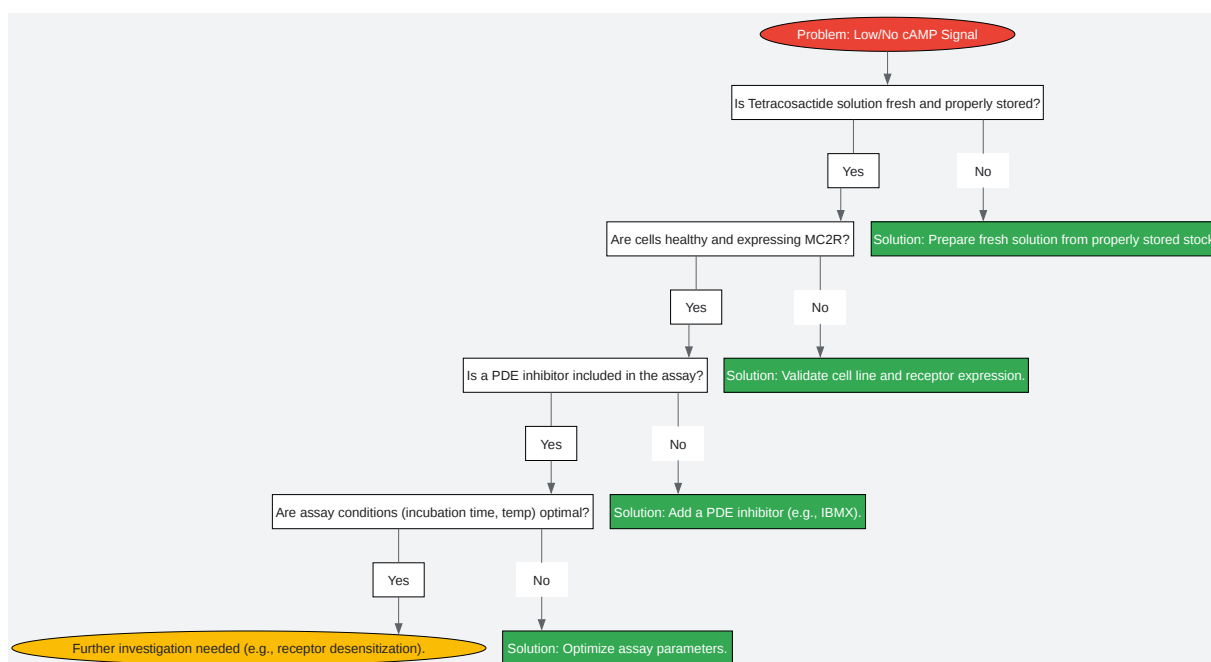 Problem: Low/No cAMP Signal
Is Tetracosactide solution fresh and properly stored?
Yes
No
Are cells healthy and expressing MC2R?
Solution: Prepare fresh solution from properly stored stock
Yes
No
Is a PDE inhibitor included in the assay?
Solution: Validate cell line and receptor expression.
Yes
No
Are assay conditions (incubation time, temp) optimal?
Solution: Add a PDE inhibitor (e.g., IBMX).
Yes
No
Further investigation needed (e.g., receptor desensitization).
Solution: Optimize assay parameters.